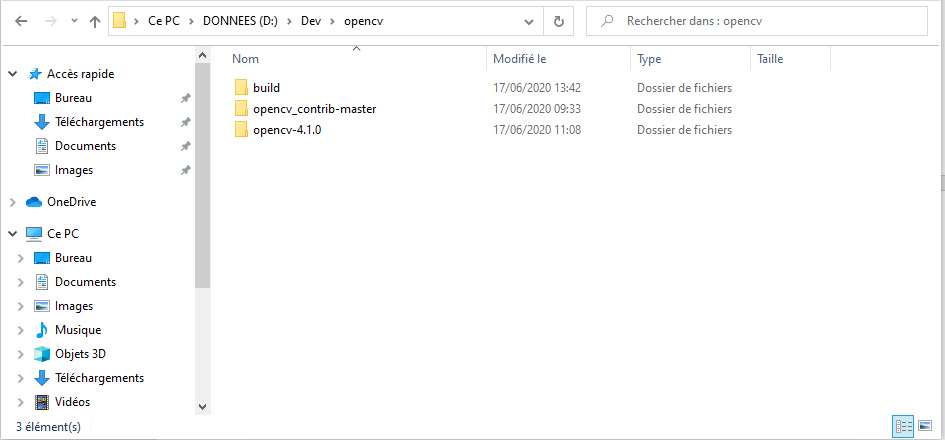 Ce PC > DONNEES (D:) > Dev > opencv
Rechercher dans : opencv
Nom Modifié le Type Taille
build 17/06/2020 13:42 Dossier de fichiers
opencv_contrib-master 17/06/2020 09:33 Dossier de fichiers
opencv-4.1.0 17/06/2020 11:08 Dossier de fichiers
Accès rapide
Bureau
Téléchargements
Documents
Images
OneDrive
Ce PC
Bureau
Documents
Images
Musique
Objets 3D
Téléchargements
Vidéos
3 élément(s)